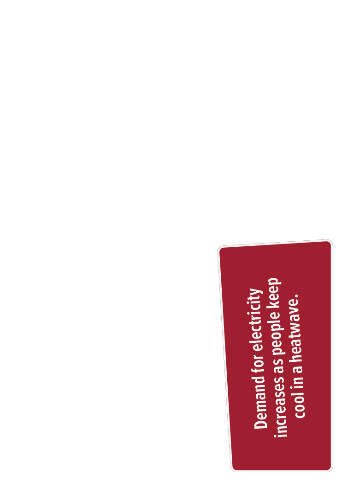 Demand for electricity
increases as people keep
cool in a heatwave.